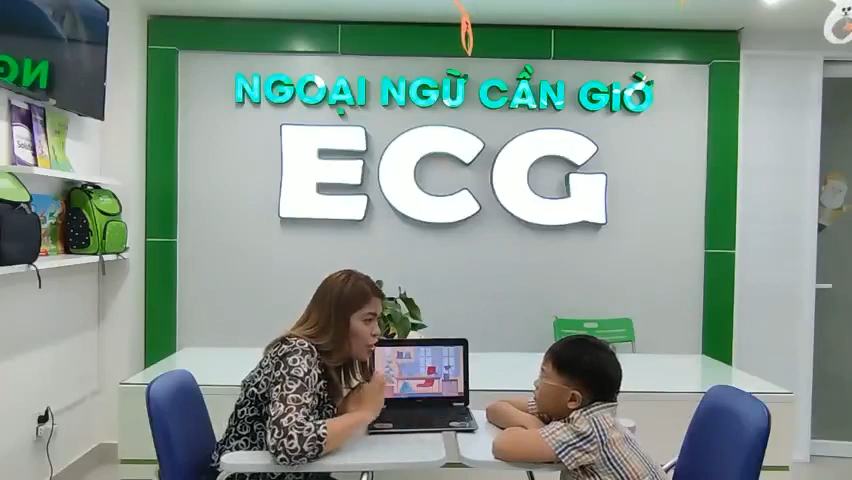 NGOẠI NGỮ CẦN GIỜ
ECG